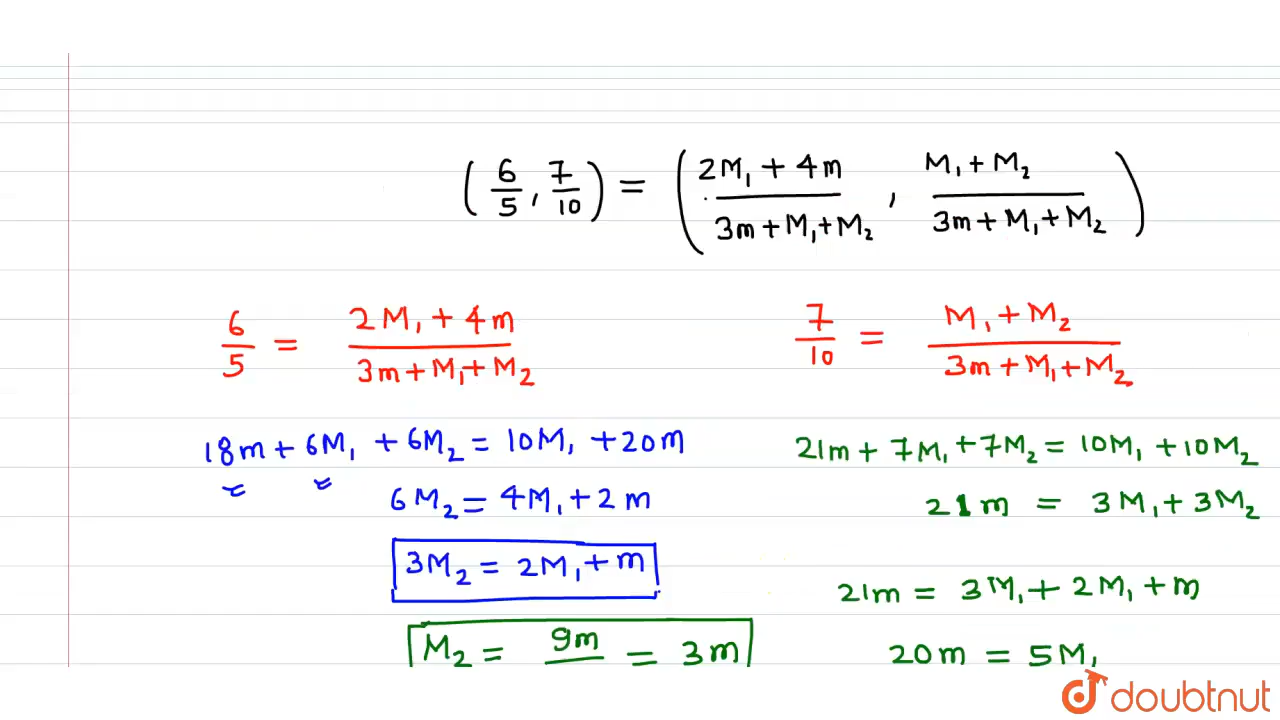 (6/5, 7/10) = ((2M₁ + 4m)/(3m + M₁ + M₂), (M₁ + M₂)/(3m + M₁ + M₂))
6/5 = (2M₁ + 4m)/(3m + M₁ + M₂)
18m + 6M₁ + 6M₂ = 10M₁ + 20m
6M₂ = 4M₁ + 2m
3M₂ = 2M₁ + m
M₂ = 9m/ = 3m
7/10 = (M₁ + M₂)/(3m + M₁ + M₂)
21m + 7M₁ + 7M₂ = 10M₁ + 10M₂
21m = 3M₁ + 3M₂
21m = 3M₁ + 2M₁ + m
20m = 5M₁
doubtnut